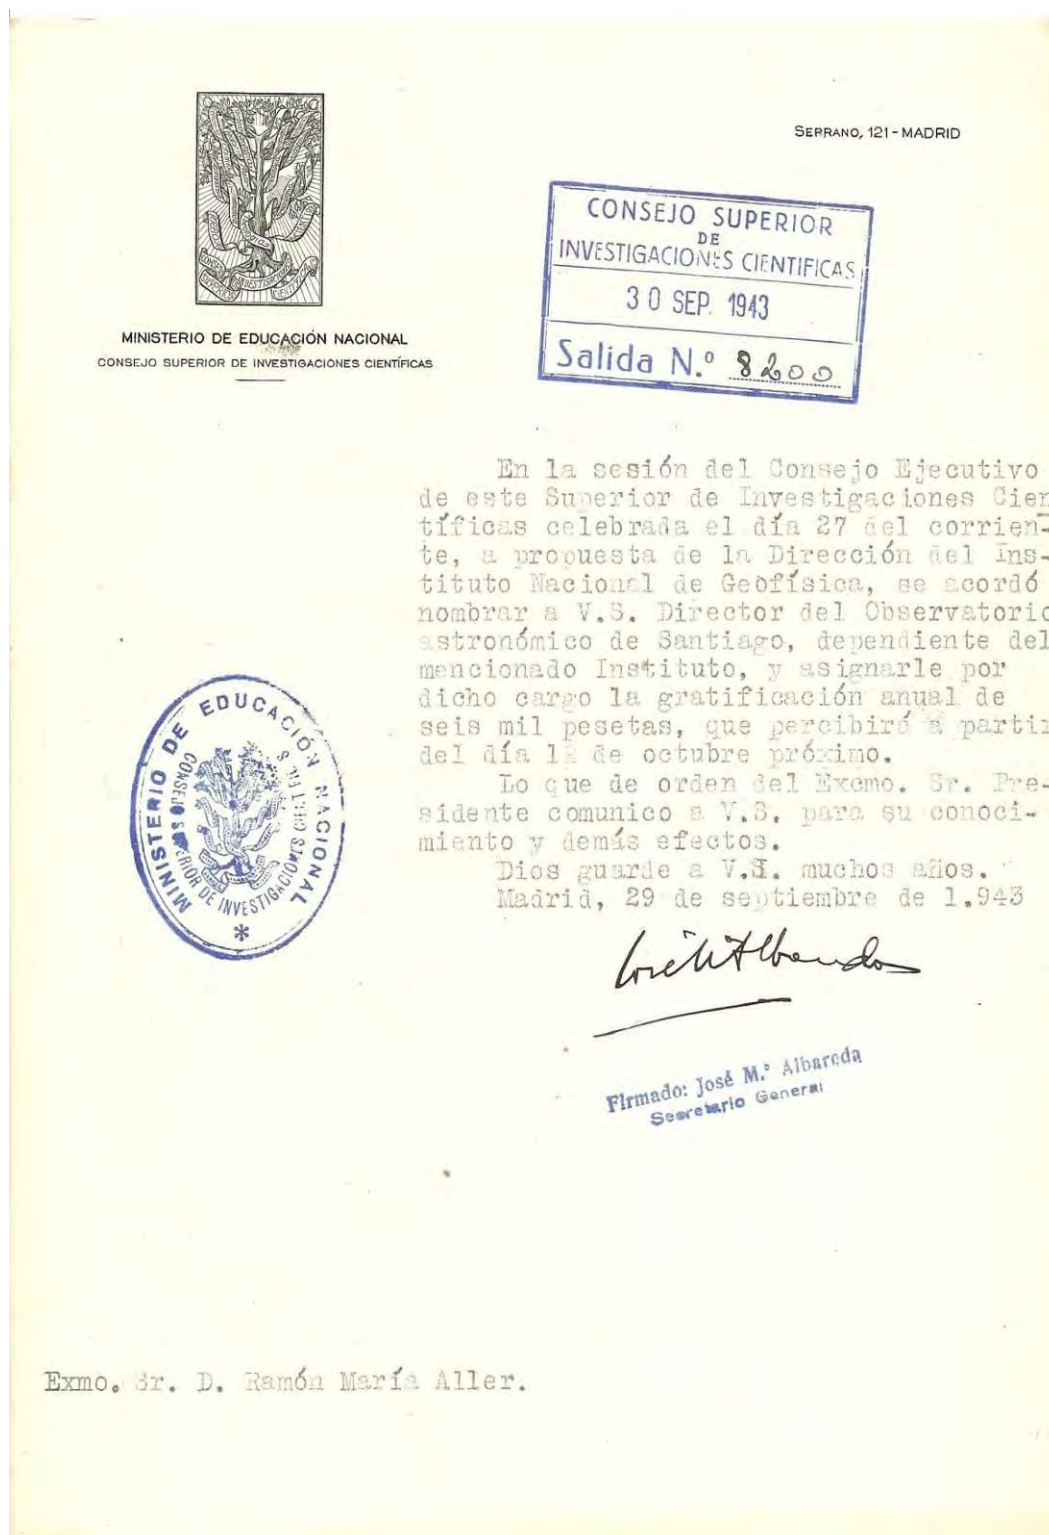 SERRANO, 121 - MADRID
CONSEJO SUPERIOR
DE
INVESTIGACIONES CIENTIFICAS
30 SEP. 1943
Salida N.º 8200
MINISTERIO DE EDUCACIÓN NACIONAL
CONSEJO SUPERIOR DE INVESTIGACIONES CIENTÍFICAS
En la sesión del Consejo Ejecutivo
de este Superior de Investigaciones Cien
tíficas celebrada el día 27 del corrien-
te, a propuesta de la Dirección del Ins-
tituto Nacional de Geofísica, se acordó
nombrar a V.S. Director del Observatorio
astronómico de Santiago, dependiente del
mencionado Instituto, y asignarle por
dicho cargo la gratificación anual de
seis mil pesetas, que percibiré a partir
del día 1º de octubre próximo.
Lo que de orden del Excmo. Sr. Pre-
sidente comunico a V.S. para su conoci-
miento y demás efectos.
Dios guarde a V.S. muchos años.
Madrid, 29 de septiembre de 1.943
MINISTERIO DE EDUCACIÓN NACIONAL
CONSEJO SUPERIOR DE INVESTIGACIONES CIENTIFICAS
Firmado: José M.ª Albareda
Secretario General
Exmo. Sr. D. Ramón María Aller.